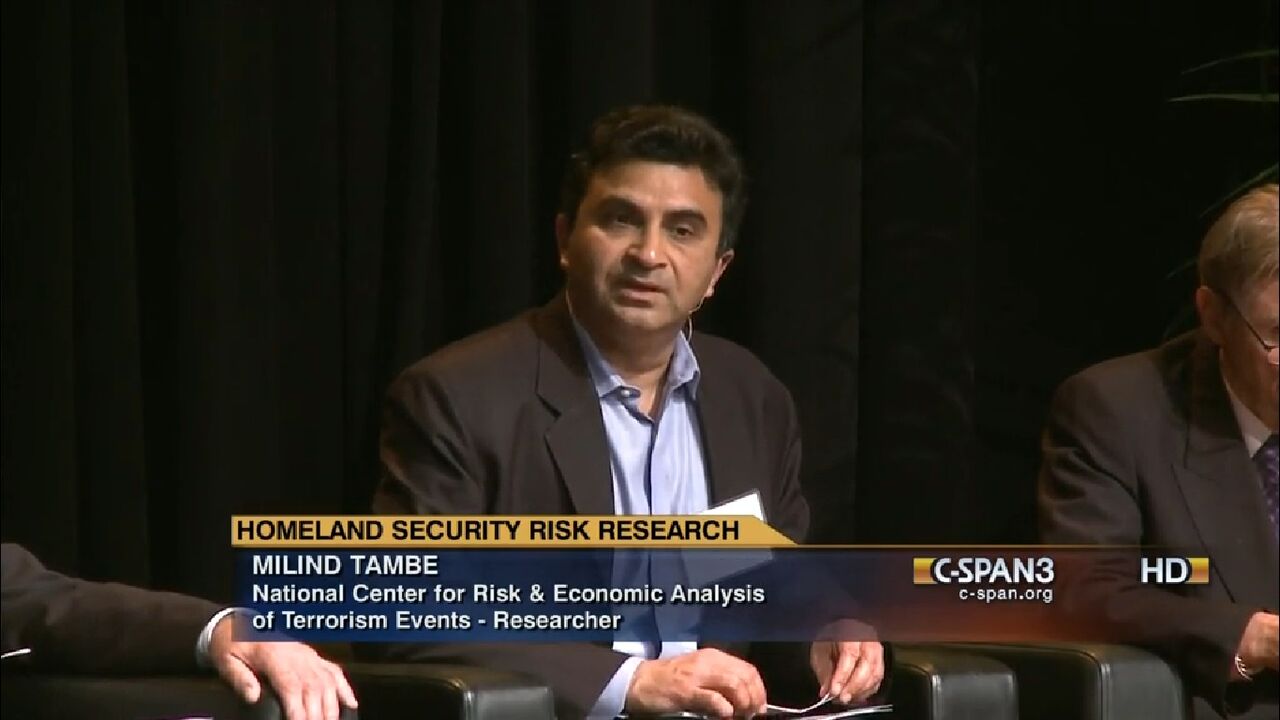 HOMELAND SECURITY RISK RESEARCH
MILIND TAMBE
National Center for Risk & Economic Analysis
of Terrorism Events - Researcher
C-SPAN3
c-span.org
HD